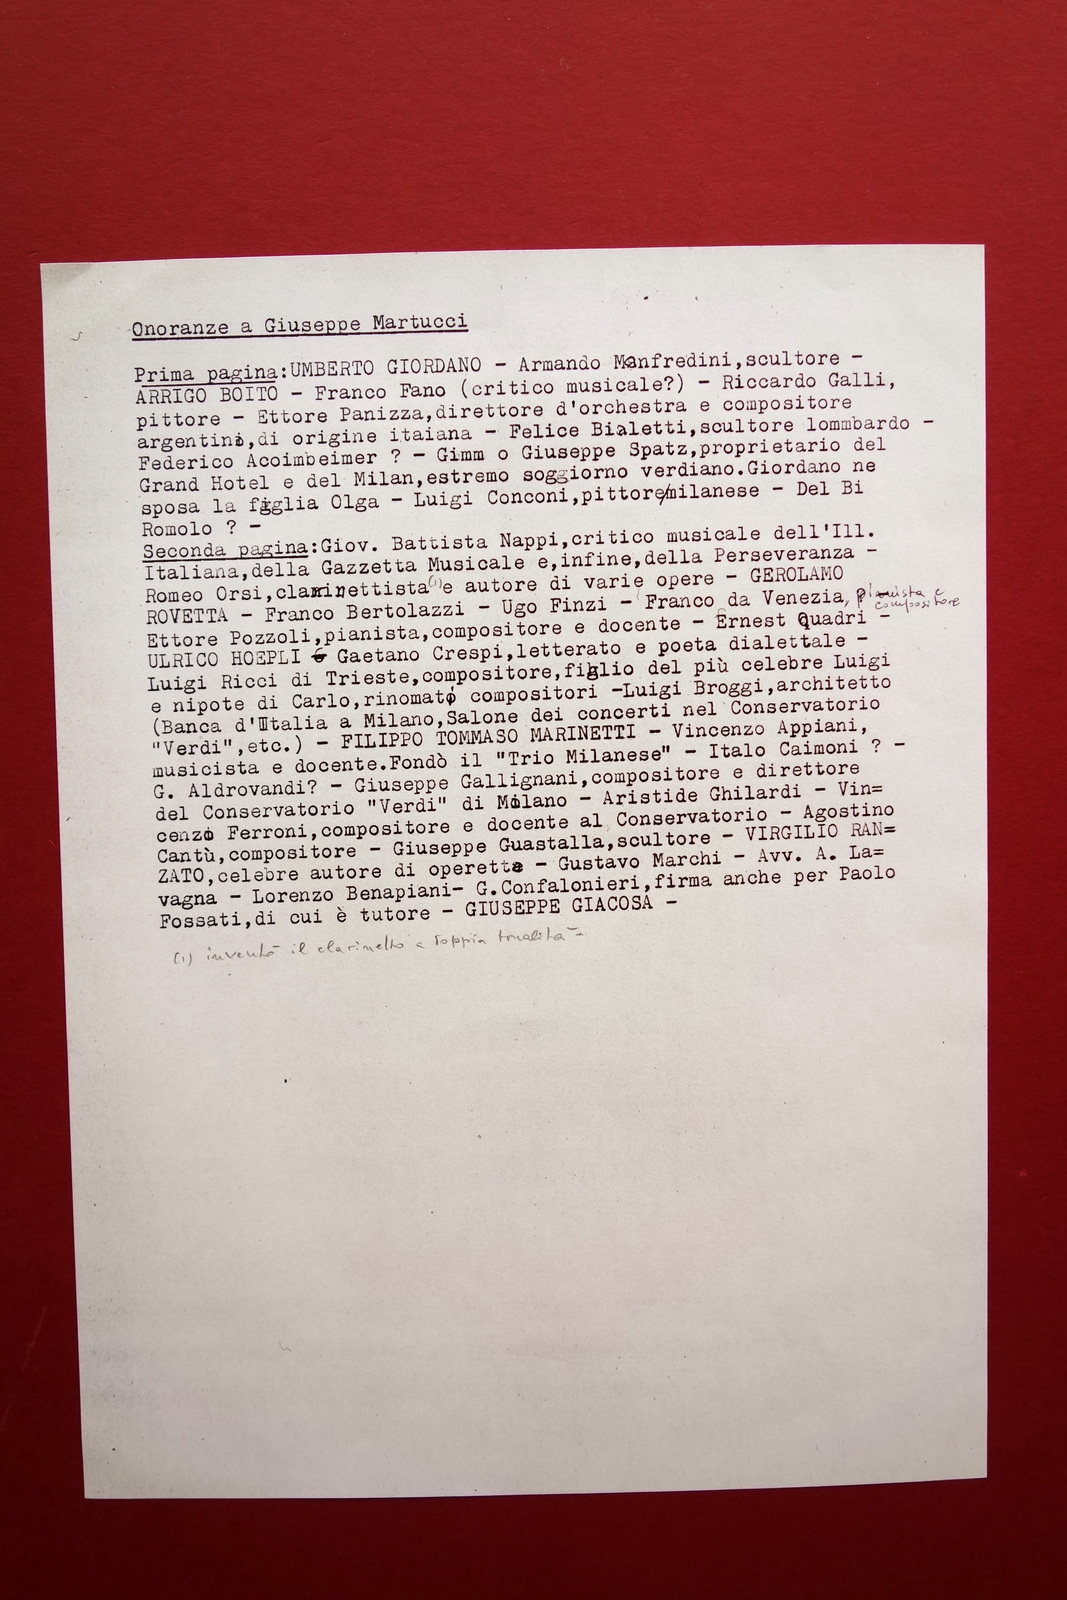 Onoranze a Giuseppe Martucci
Prima pagina:UMBERTO GIORDANO - Armando Manfredini,scultore -
ARRIGO BOITO - Franco Fano (critico musicale?) - Riccardo Galli,
pittore - Ettore Panizza,direttore d'orchestra e compositore
argentini,di origine itaiana - Felice Bialetti,scultore lommbardo -
Federico Acoimbeimer ? - Gimm o Giuseppe Spatz,proprietario del
Grand Hotel e del Milan,estremo soggiorno verdiano.Giordano ne
sposa la figlia Olga - Luigi Conconi,pittore/milanese - Del Bi
Romolo ? -
Seconda pagina:Giov. Battista Nappi,critico musicale dell'Ill.
Italiana,della Gazzetta Musicale e,infine,della Perseveranza -
Romeo Orsi,clarinettista(1)e autore di varie opere - GEROLAMO
ROVETTA - Franco Bertolazzi - Ugo Finzi - Franco da Venezia, pianista e compositore
Ettore Pozzoli,pianista,compositore e docente - Ernest Quadri -
ULRICO HOEPLI - Gaetano Crespi,letterato e poeta dialettale -
Luigi Ricci di Trieste,compositore,figlio del più celebre Luigi
e nipote di Carlo,rinomati compositori -Luigi Broggi,architetto
(Banca d'Italia a Milano,Salone dei concerti nel Conservatorio
"Verdi",etc.) - FILIPPO TOMMASO MARINETTI - Vincenzo Appiani,
musicista e docente.Fondò il "Trio Milanese" - Italo Caimoni ? -
G. Aldrovandi? - Giuseppe Gallignani,compositore e direttore
del Conservatorio "Verdi" di Milano - Aristide Ghilardi - Vin=
cenzo Ferroni,compositore e docente al Conservatorio - Agostino
Cantù,compositore - Giuseppe Guastalla,scultore - VIRGILIO RAN=
ZATO,celebre autore di operette - Gustavo Marchi - Avv. A. La=
vagna - Lorenzo Benapiani- G.Confalonieri,firma anche per Paolo
Fossati,di cui è tutore - GIUSEPPE GIACOSA -
(1) inventò il clarinetto a doppia tonalità -